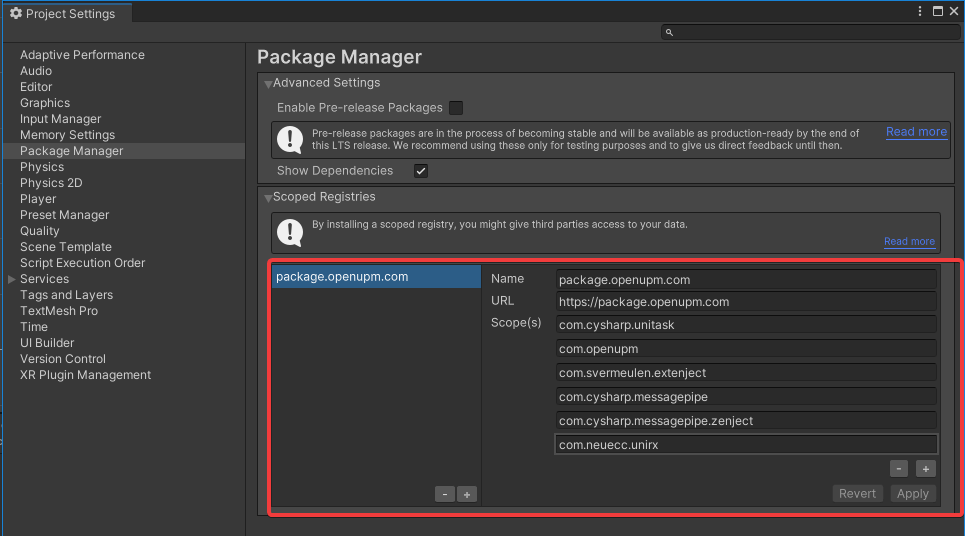 Project Settings
Adaptive Performance
Audio
Editor
Graphics
Input Manager
Memory Settings
Package Manager
Physics
Physics 2D
Player
Preset Manager
Quality
Scene Template
Script Execution Order
Services
Tags and Layers
TextMesh Pro
Time
UI Builder
Version Control
XR Plugin Management
Package Manager
Advanced Settings
Enable Pre-release Packages
Pre-release packages are in the process of becoming stable and will be available as production-ready by the end of
this LTS release. We recommend using these only for testing purposes and to give us direct feedback until then.
Read more
Show Dependencies
Scoped Registries
By installing a scoped registry, you might give third parties access to your data.
Read more
package.openupm.com
Name package.openupm.com
URL https://package.openupm.com
Scope(s) com.cysharp.unitask
com.openupm
com.svermeulen.extenject
com.cysharp.messagepipe
com.cysharp.messagepipe.zenject
com.neuecc.unirx
- +
- +
Revert Apply